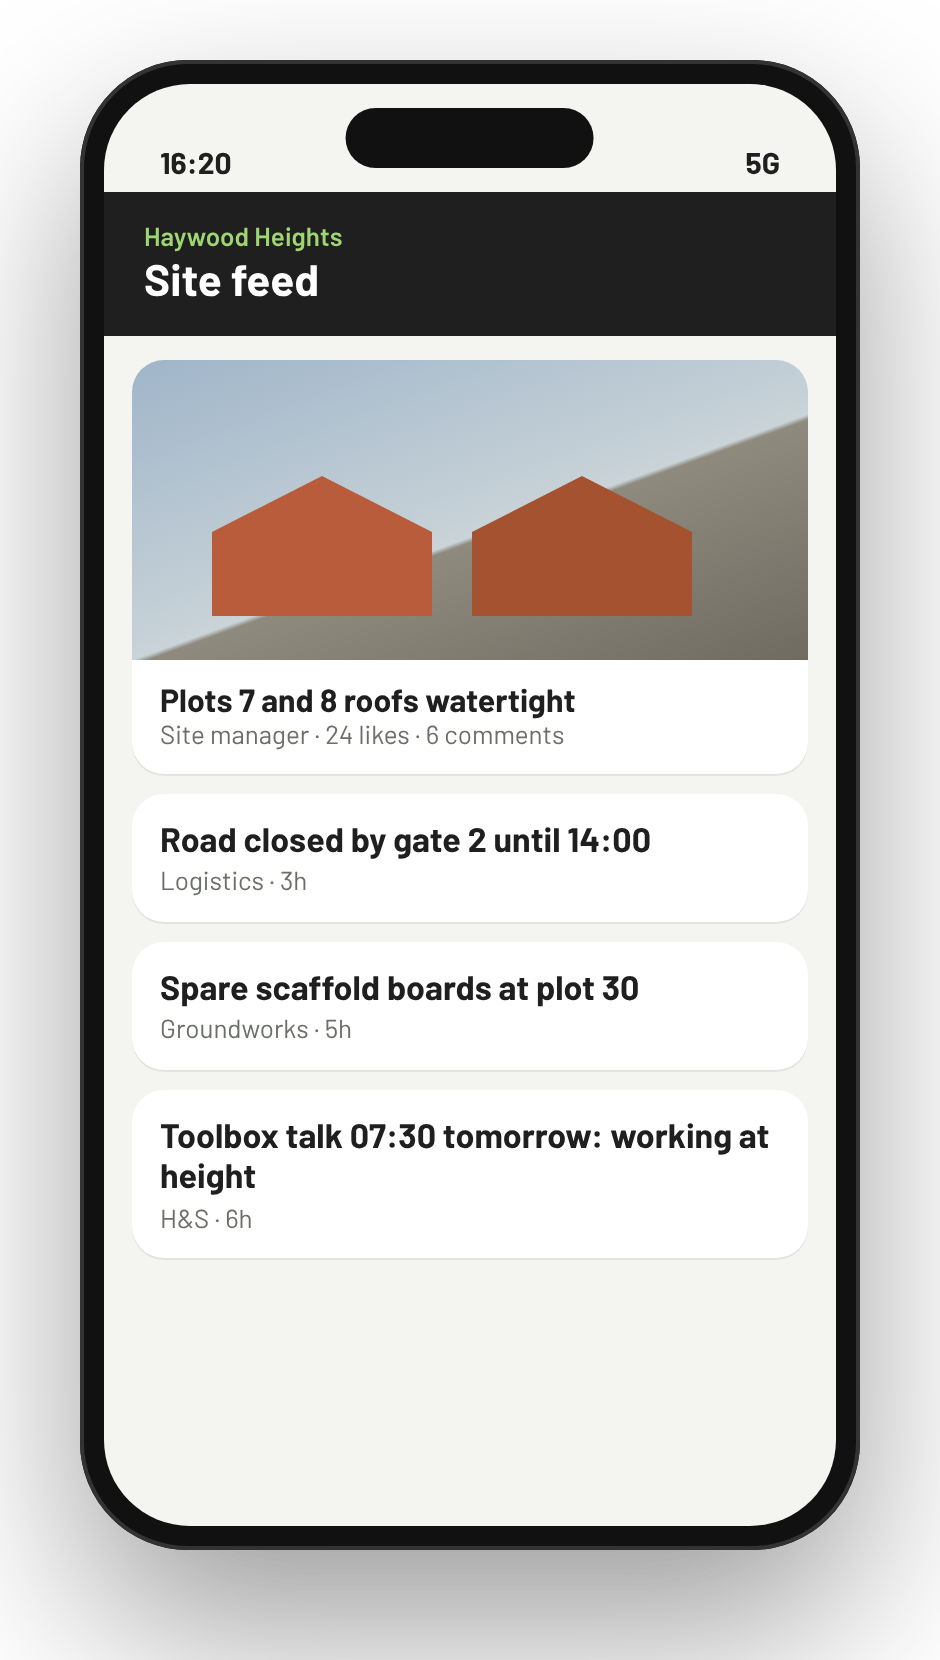 16:20 5G
Haywood Heights
Site feed
Plots 7 and 8 roofs watertight
Site manager · 24 likes · 6 comments
Road closed by gate 2 until 14:00
Logistics · 3h
Spare scaffold boards at plot 30
Groundworks · 5h
Toolbox talk 07:30 tomorrow: working at
height
H&S · 6h